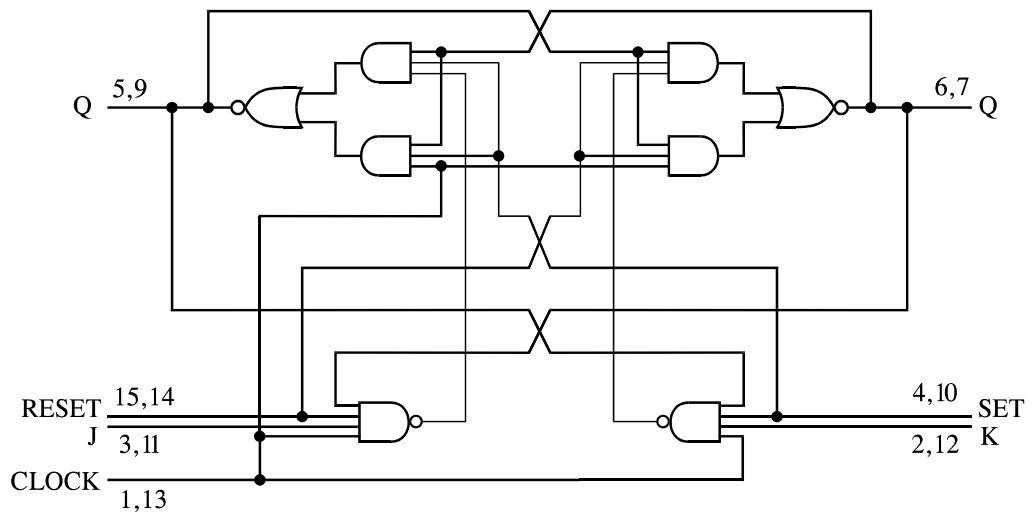 5,9
6,7
Q
Q
15,14
4,10
RESET
SET
J
K
3,11
2,12
CLOCK
1,13